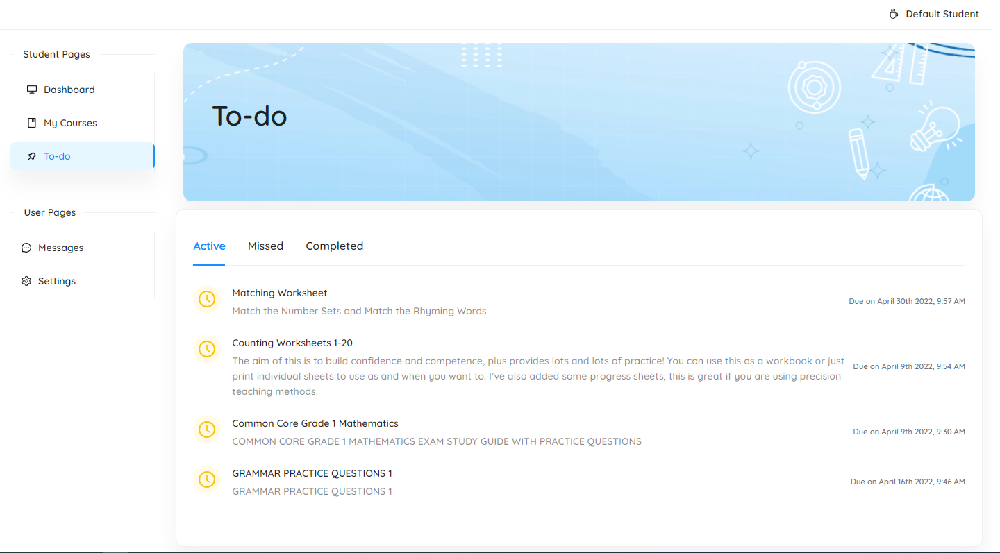 Default Student
Student Pages
Dashboard
My Courses
To-do
User Pages
Messages
Settings
To-do
Active
Missed
Completed
Matching Worksheet
Match the Number Sets and Match the Rhyming Words
Due on April 30th 2022, 9:57 AM
Counting Worksheets 1-20
The aim of this is to build confidence and competence, plus provides lots and lots of practice! You can use this as a workbook or just
print individual sheets to use as and when you want to. I've also added some progress sheets, this is great if you are using precision
teaching methods.
Due on April 9th 2022, 9:54 AM
Common Core Grade 1 Mathematics
COMMON CORE GRADE 1 MATHEMATICS EXAM STUDY GUIDE WITH PRACTICE QUESTIONS
Due on April 9th 2022, 9:30 AM
GRAMMAR PRACTICE QUESTIONS 1
GRAMMAR PRACTICE QUESTIONS 1
Due on April 16th 2022, 9:46 AM